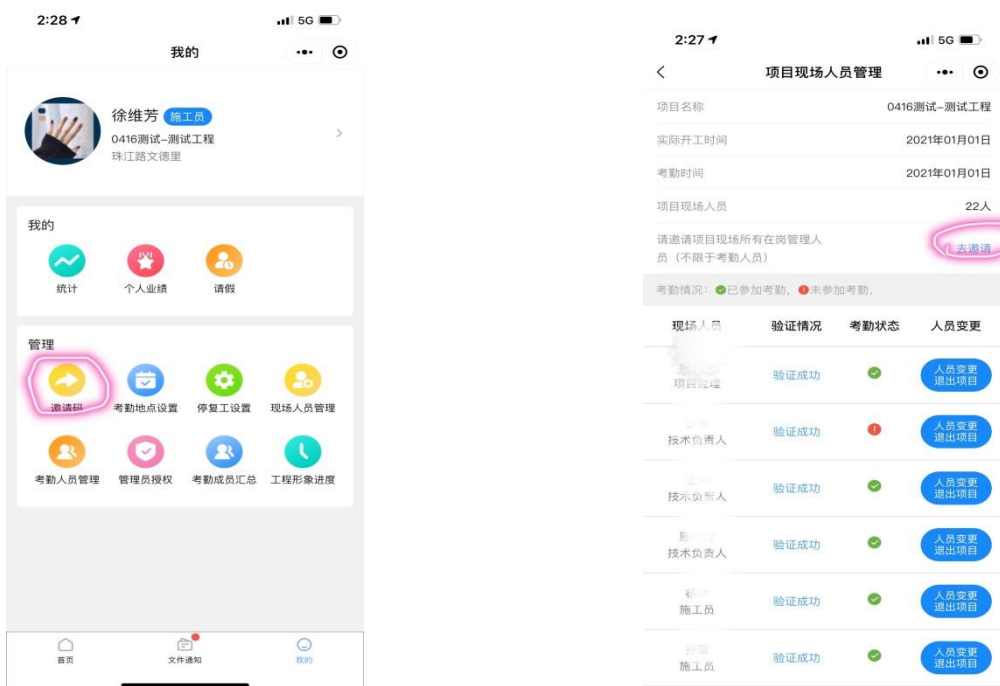 2:28
5G
我的
徐维芳 施工员
0416测试-测试工程
珠江路文德里
我的
统计 个人业绩 请假
管理
邀请码 考勤地点设置 停复工设置 现场人员管理
考勤人员管理 管理员授权 考勤成员汇总 工程形象进度
首页 文件通知 我的
2:27
5G
项目现场人员管理
项目名称 0416测试-测试工程
实际开工时间 2021年01月01日
考勤时间 2021年01月01日
项目现场人员 22人
请邀请项目现场所有在岗管理人
员（不限于考勤人员） 去邀请
考勤情况: 已参加考勤, 未参加考勤,
现场人员 验证情况 考勤状态 人员变更
项目经理 验证成功 人员变更
退出项目
技术负责人 验证成功 人员变更
退出项目
技术负责人 验证成功 人员变更
退出项目
技术负责人 验证成功 人员变更
退出项目
施工员 验证成功 人员变更
退出项目
施工员 验证成功 人员变更
退出项目